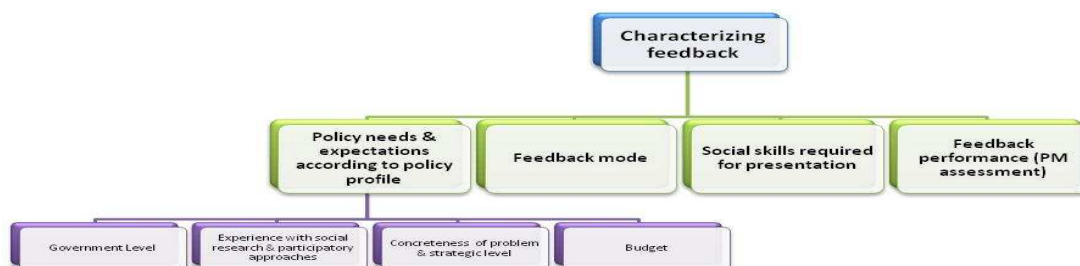 Characterizing
feedback
Policy needs &
expectations
according to policy
profile
Feedback mode
Social skills required
for presentation
Feedback
performance (PM
assessment)
Government Level
Experience with social
research & participatory
approaches
Concreteness of problem
& strategic level
Budget